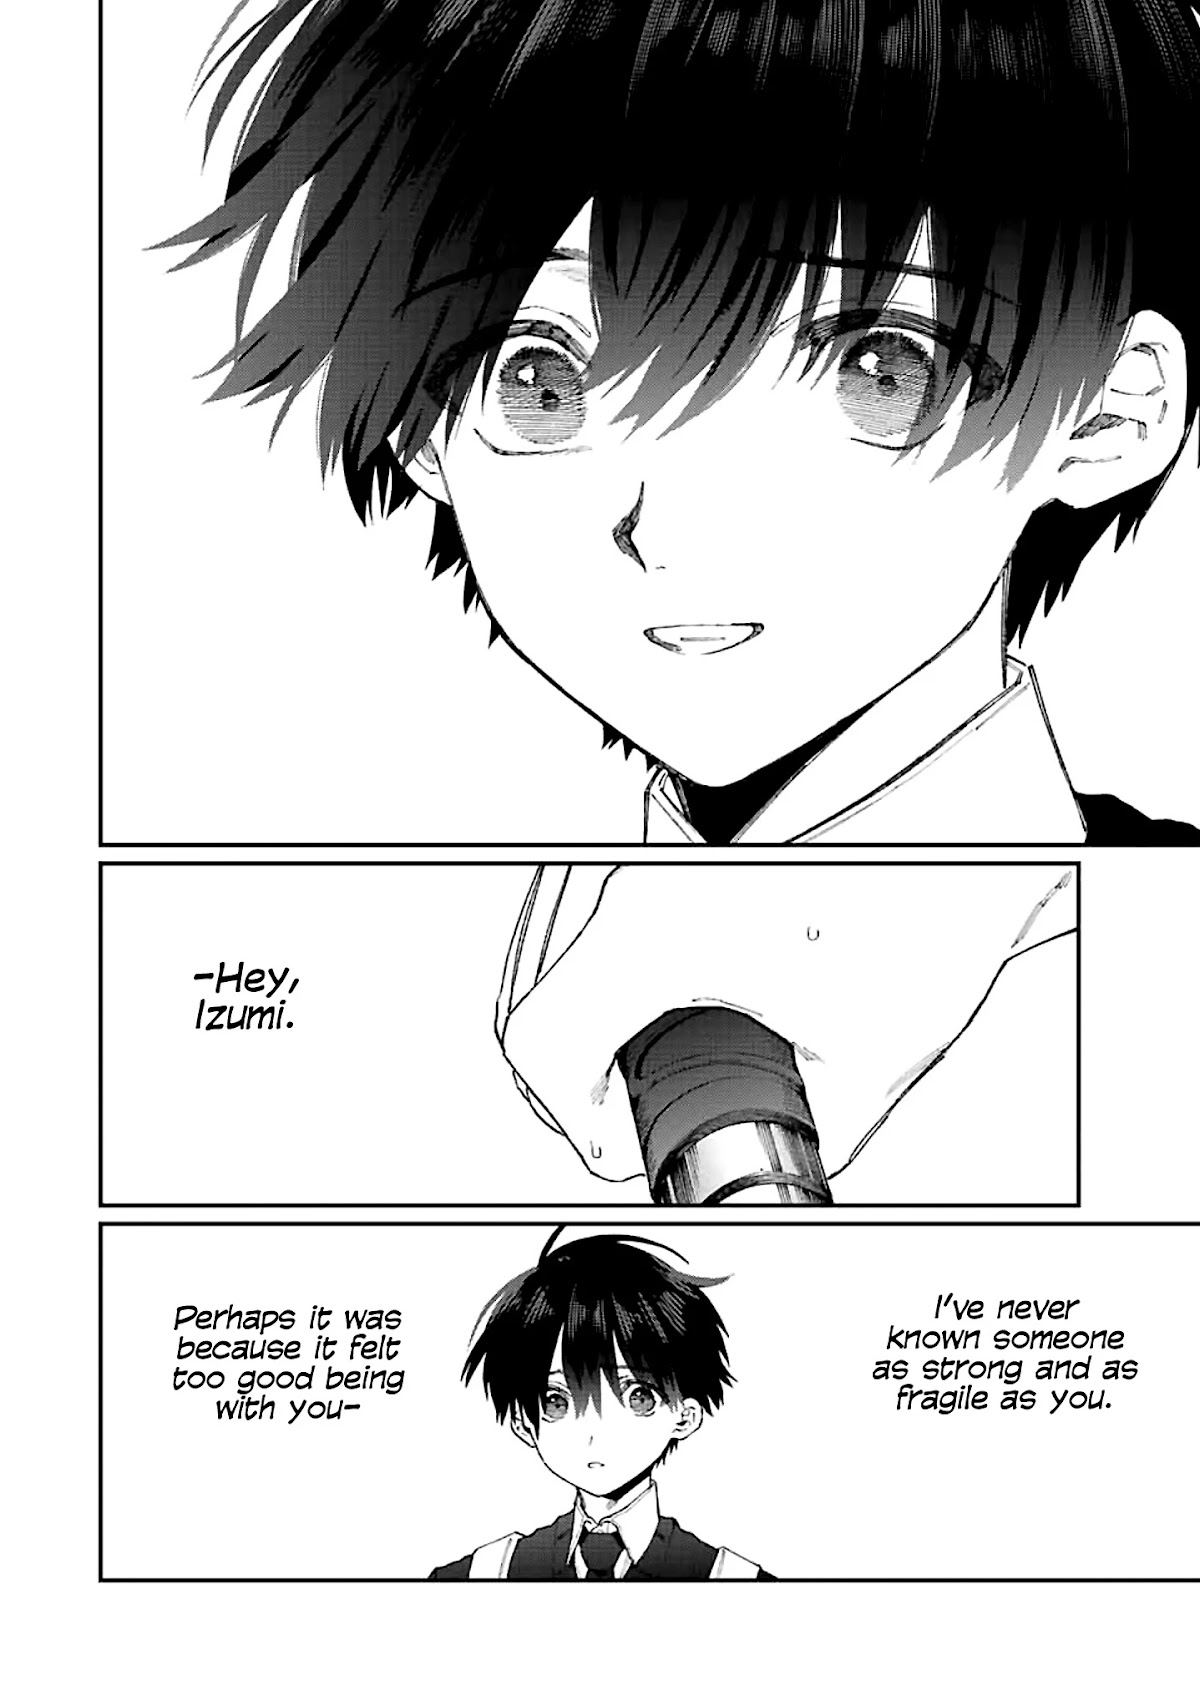 -Hey,
Izumi.
I've never
known someone
as strong and as
fragile as you.
Perhaps it was
because it felt
too good being
with you-